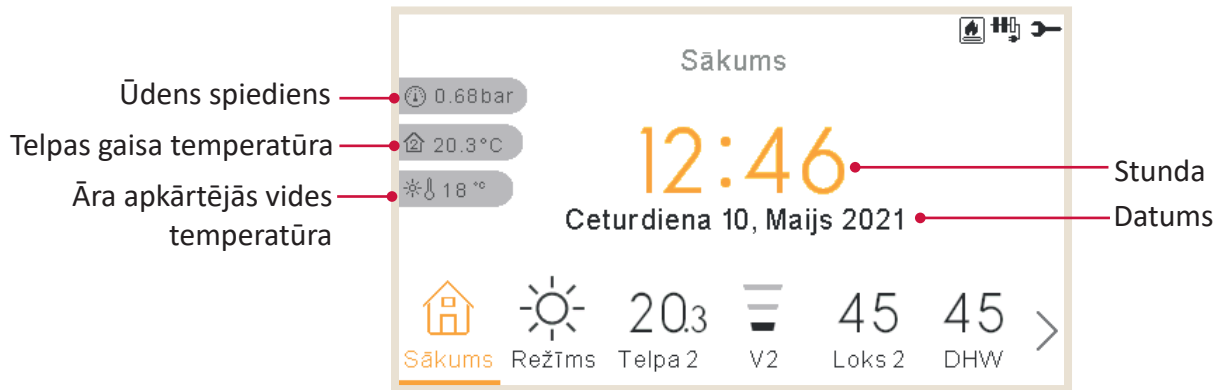 Sākums
Ūdens spiediens
0.68bar
Telpas gaisa temperatūra
2 20.3°C
Āra apkārtējās vides
temperatūra
18 °C
12:46
Stunda
Ceturdiena 10, Maijs 2021
Datums
20.3
45
45
Sākums
Režīms
Telpa 2
V2
Loks 2
DHW